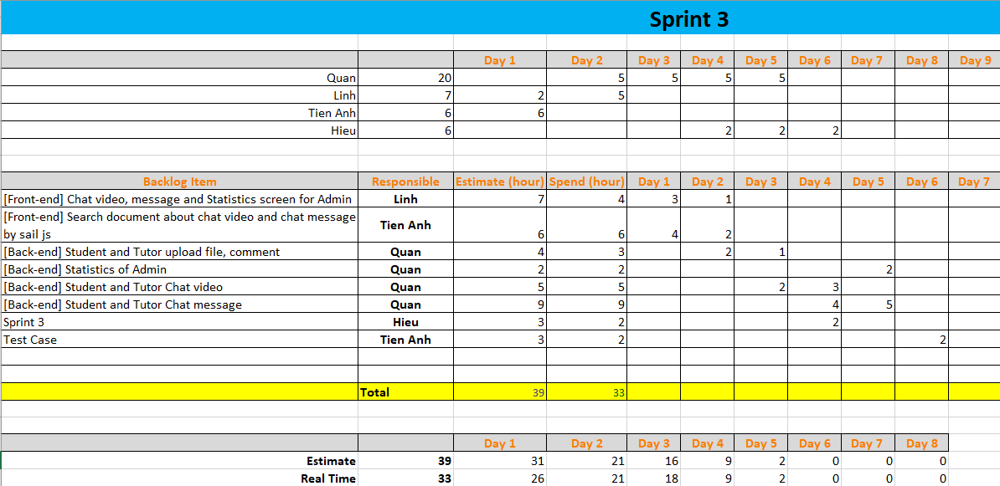 Sprint 3
Day 1 Day 2 Day 3 Day 4 Day 5 Day 6 Day 7 Day 8 Day 9
Quan 20 5 5 5 5
Linh 7 2 5
Tien Anh 6 6
Hieu 6 2 2 2
Backlog Item Responsible Estimate (hour) Spend (hour) Day 1 Day 2 Day 3 Day 4 Day 5 Day 6 Day 7
[Front-end] Chat video, message and Statistics screen for Admin Linh 7 4 3 1
[Front-end] Search document about chat video and chat message
by sail js Tien Anh 6 6 4 2
[Back-end] Student and Tutor upload file, comment Quan 4 3 2 1
[Back-end] Statistics of Admin Quan 2 2 2
[Back-end] Student and Tutor Chat video Quan 5 5 2 3
[Back-end] Student and Tutor Chat message Quan 9 9 4 5
Sprint 3 Hieu 3 2 2
Test Case Tien Anh 3 2 2
Total 39 33
Day 1 Day 2 Day 3 Day 4 Day 5 Day 6 Day 7 Day 8
Estimate 39 31 21 16 9 2 0 0 0
Real Time 33 26 21 18 9 2 0 0 0